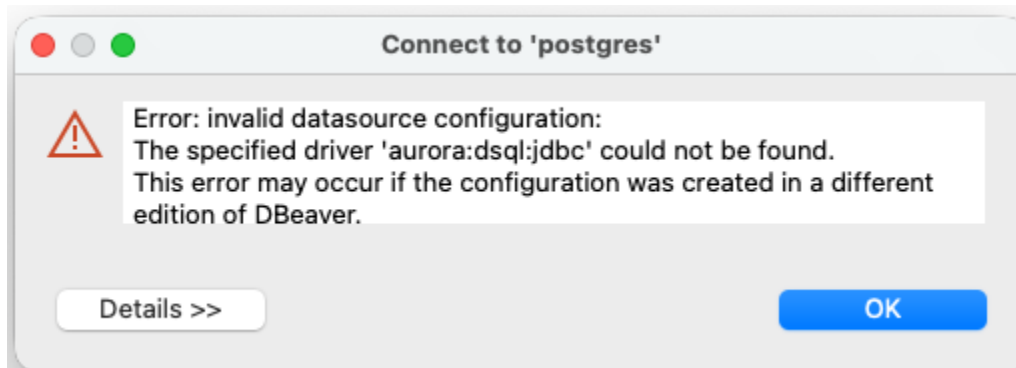 Connect to 'postgres'
Error: invalid datasource configuration:
The specified driver 'aurora:dsql:jdbc' could not be found.
This error may occur if the configuration was created in a different
edition of DBeaver.
Details >>
OK